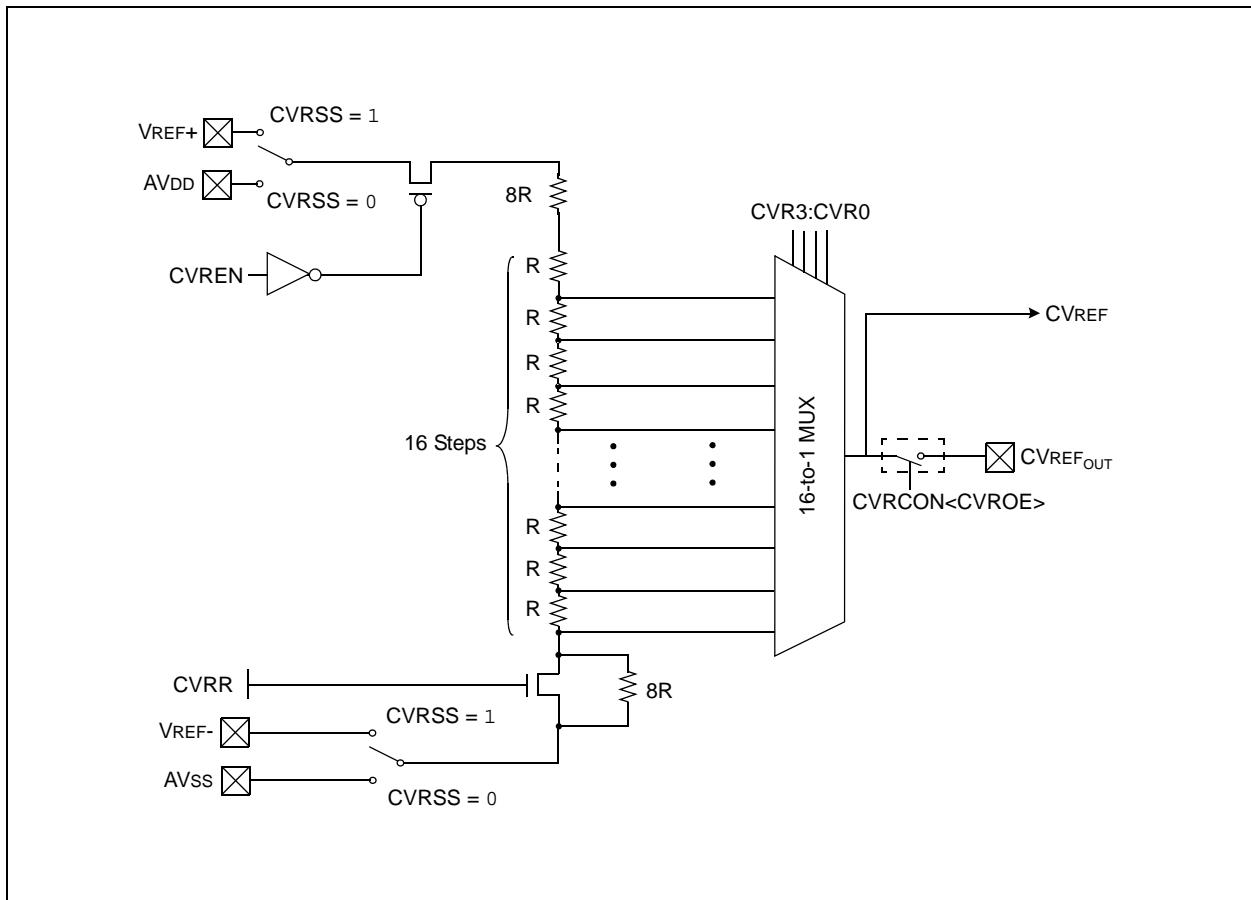 CVRSS = 1
VREF+
AVDD
CVRSS = 0
8R
CVR3:CVR0
CVREN
R
R
R
R
CVREF
16 Steps
16-to-1 MUX
CVREFOUT
CVRCON<CVROE>
R
R
R
CVRR
8R
CVRSS = 1
VREF-
AVSS
CVRSS = 0